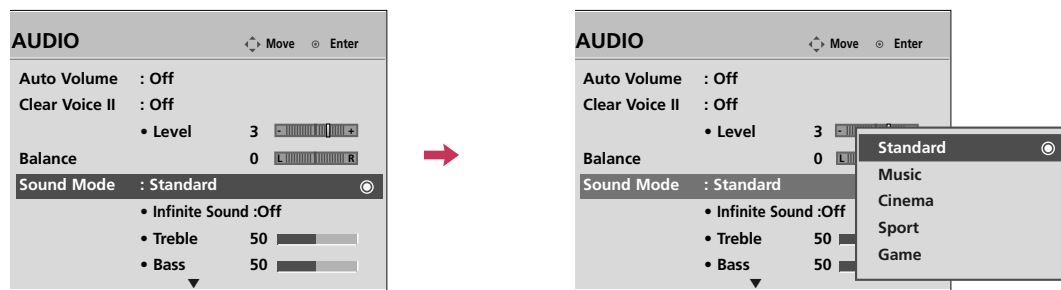 AUDIO Move Enter
Auto Volume : Off
Clear Voice II : Off
• Level 3 - +
Balance 0 L R
Sound Mode : Standard
• Infinite Sound :Off
• Treble 50
• Bass 50
AUDIO Move Enter
Auto Volume : Off
Clear Voice II : Off
• Level 3 -
Balance 0 L
Sound Mode : Standard
• Infinite Sound :Off
• Treble 50
• Bass 50
Standard
Music
Cinema
Sport
Game